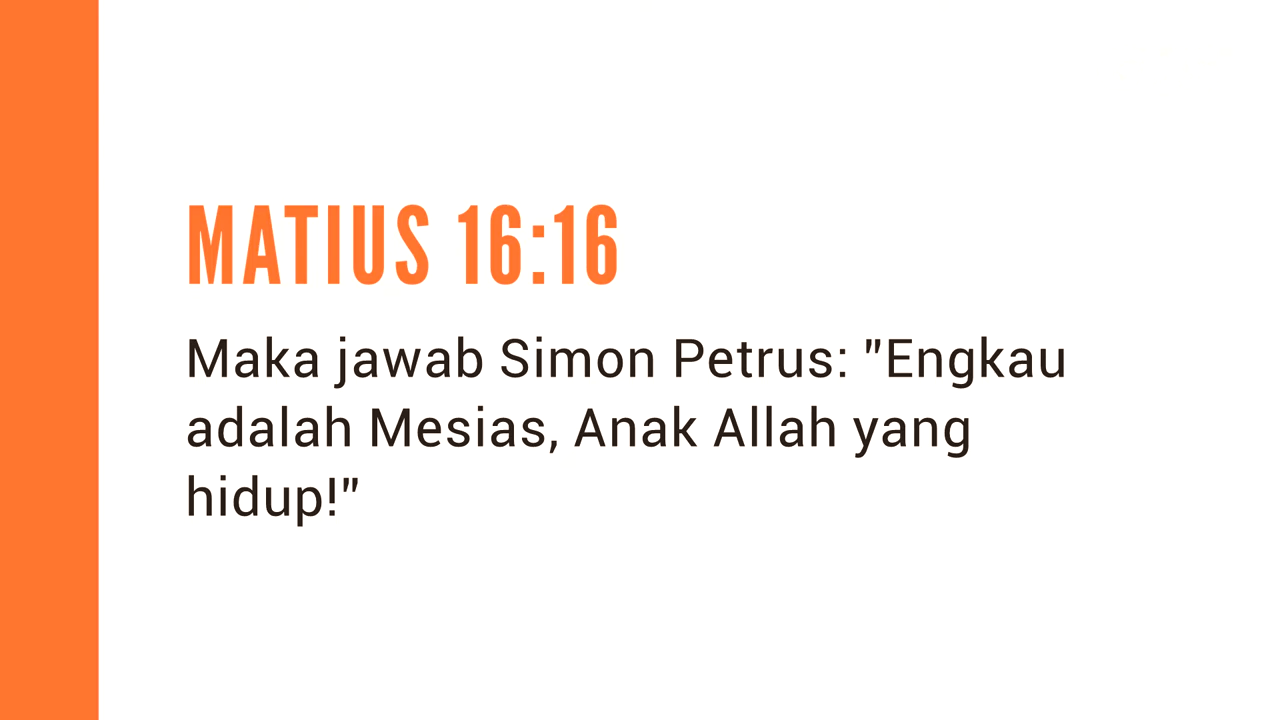 MATIUS 16:16
Maka jawab Simon Petrus: "Engkau
adalah Mesias, Anak Allah yang
hidup!"